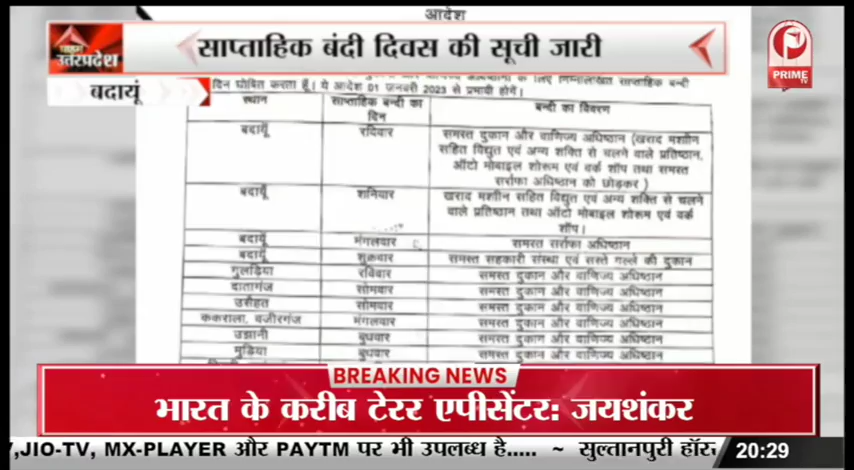 आदेश
प्राइम
उत्तरप्रदेश
साप्ताहिक बंदी दिवस की सूची जारी
PRIME
TV
बदायूं
के लिए निम्नलिखित साप्ताहिक बन्दी
दिन घोषित करता हूँ। ये आदेश 01 जनवरी 2023 से प्रभावी होगें।
स्थान साप्ताहिक बन्दी का दिन बन्दी का विवरण
बदायूँ रविवार समस्त दुकान और वाणिज्य अधिष्ठान (खराद मशीन
सहित विद्युत एवं अन्य शक्ति से चलने वाले प्रतिष्ठान,
ऑटो मोबाइल शोरूम एवं वर्क शॉप तथा समस्त
सर्राफा अधिष्ठान को छोड़कर )
बदायूँ शनिवार खराद मशीन सहित विद्युत एवं अन्य शक्ति से चलने
वाले प्रतिष्ठान तथा ऑटो मोबाइल शोरूम एवं वर्क
शॉप।
बदायूँ मंगलवार समस्त सर्राफा अधिष्ठान
बदायूँ शुक्रवार समस्त सहकारी संस्था एवं सस्ते गल्ले की दुकान
गुलड़िया रविवार समस्त दुकान और वाणिज्य अधिष्ठान
दातागंज सोमवार समस्त दुकान और वाणिज्य अधिष्ठान
उसैहत सोमवार समस्त दुकान और वाणिज्य अधिष्ठान
ककराला, वजीरगंज मंगलवार समस्त दुकान और वाणिज्य अधिष्ठान
उझानी बुधवार समस्त दुकान और वाणिज्य अधिष्ठान
मुड़िया बुधवार समस्त दुकान और वाणिज्य अधिष्ठान
BREAKING NEWS
भारत के करीब टेरर एपीसेंटर: जयशंकर
,JIO-TV, MX-PLAYER और PAYTM पर भी उपलब्ध है..... ~ सुल्तानपुरी हॉरर 20:29